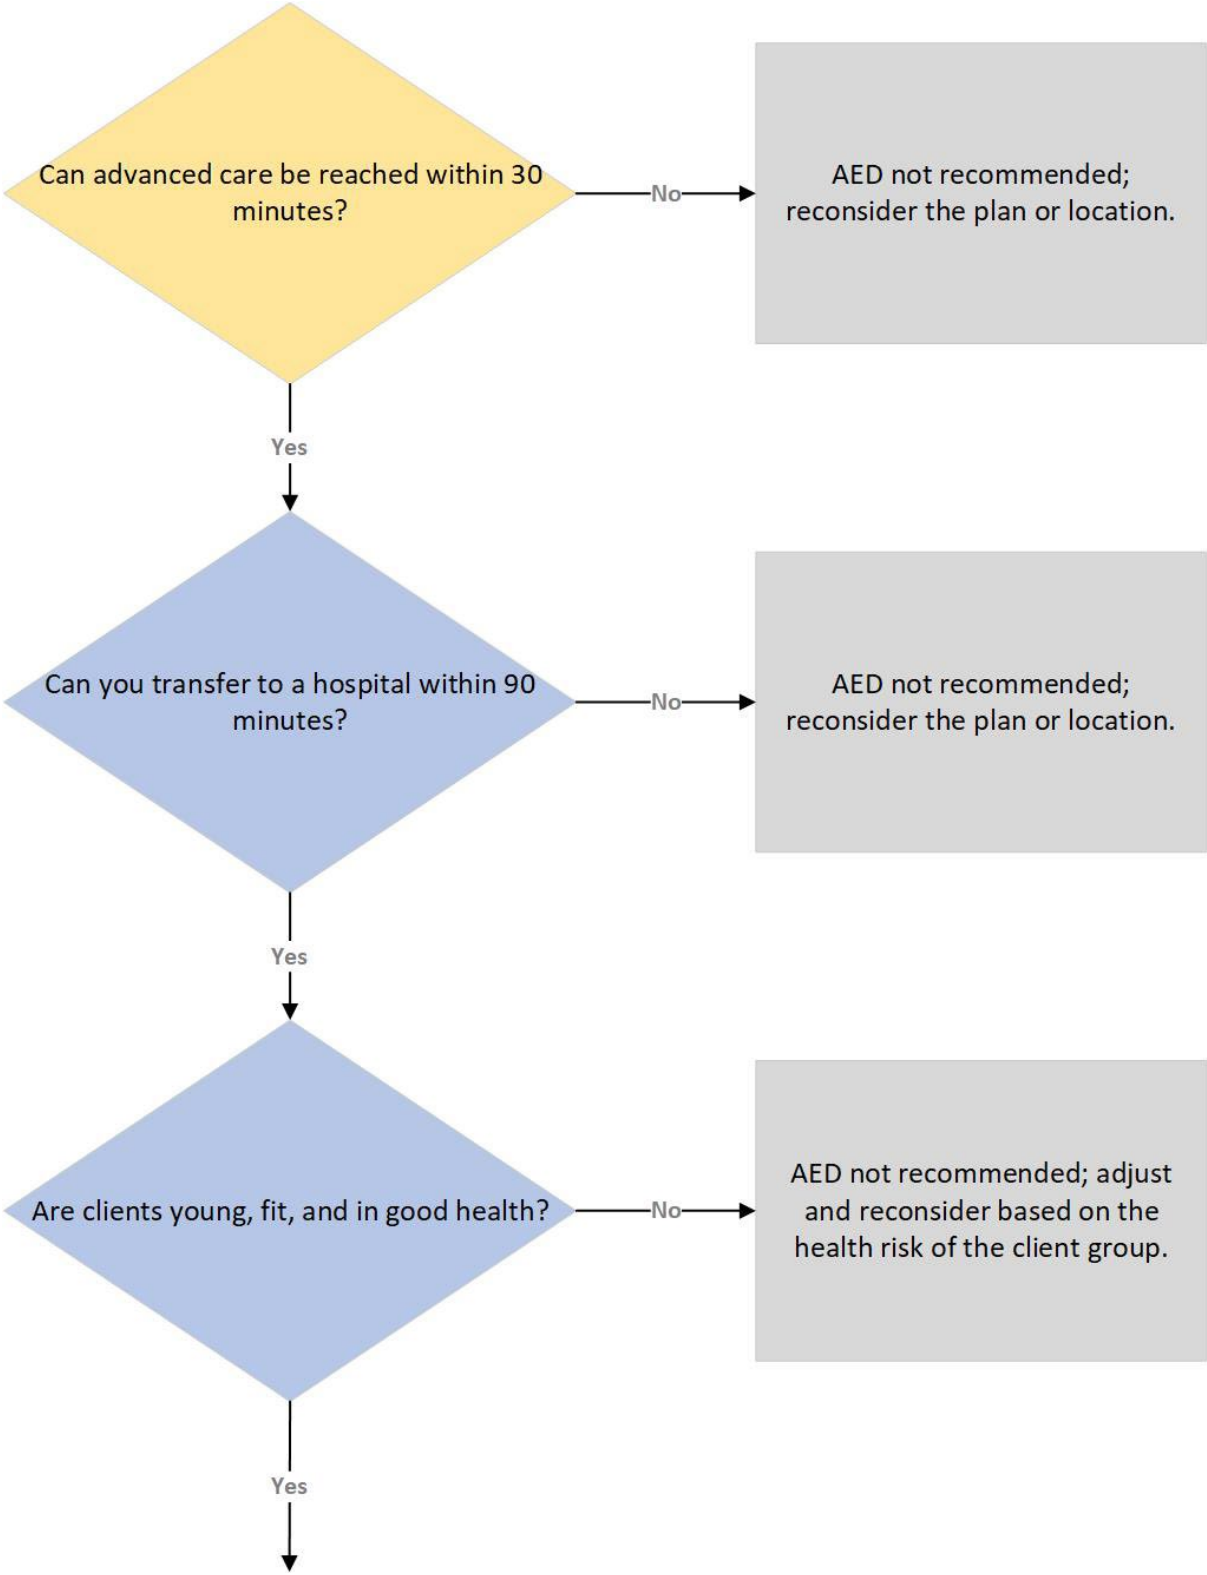 Can advanced care be reached within 30
minutes?
No
AED not recommended;
reconsider the plan or location.
Yes
Can you transfer to a hospital within 90
minutes?
No
AED not recommended;
reconsider the plan or location.
Yes
Are clients young, fit, and in good health?
No
AED not recommended; adjust
and reconsider based on the
health risk of the client group.
Yes